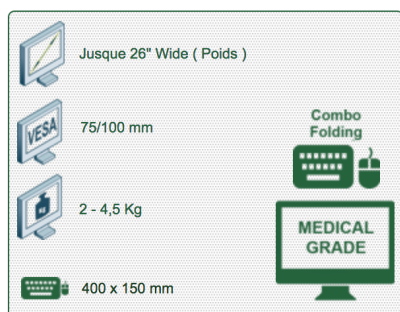 Jusque 26" Wide ( Poids )
VESA
75/100 mm
Combo
Folding
KG
2 - 4,5 Kg
MEDICAL
GRADE
400 x 150 mm